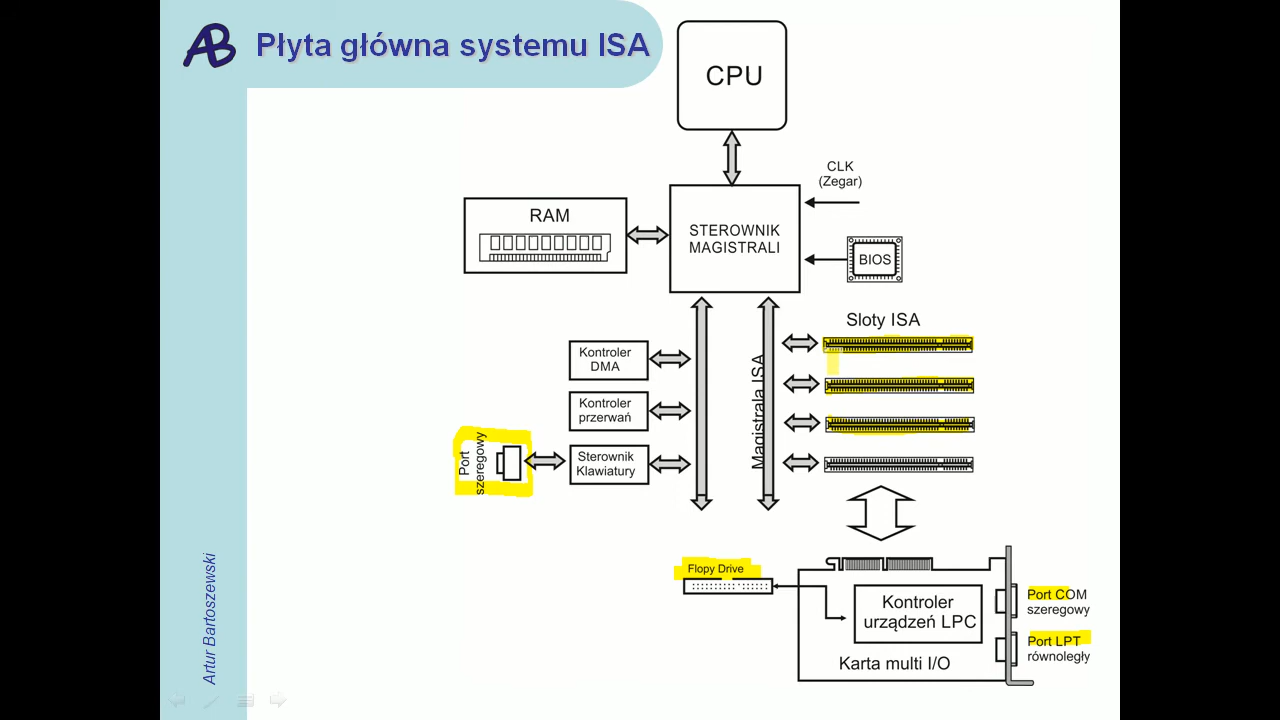 AB
Płyta główna systemu ISA
CPU
CLK
(Zegar)
RAM
STEROWNIK
MAGISTRALI
BIOS
Sloty ISA
Kontroler
DMA
Magistrala ISA
Kontroler
przerwań
Port
szeregowy
Sterownik
Klawiatury
Flopy Drive
Kontroler
urządzeń LPC
Port COM
szeregowy
Port LPT
równoległy
Karta multi I/O
Artur Bartoszewski